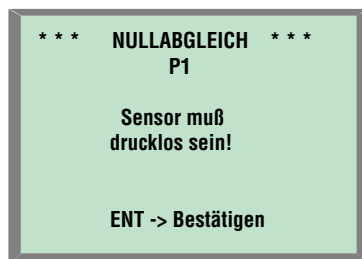 * * * NULLABGLEICH * * *
P1
Sensor muß
drucklos sein!
ENT -> Bestätigen